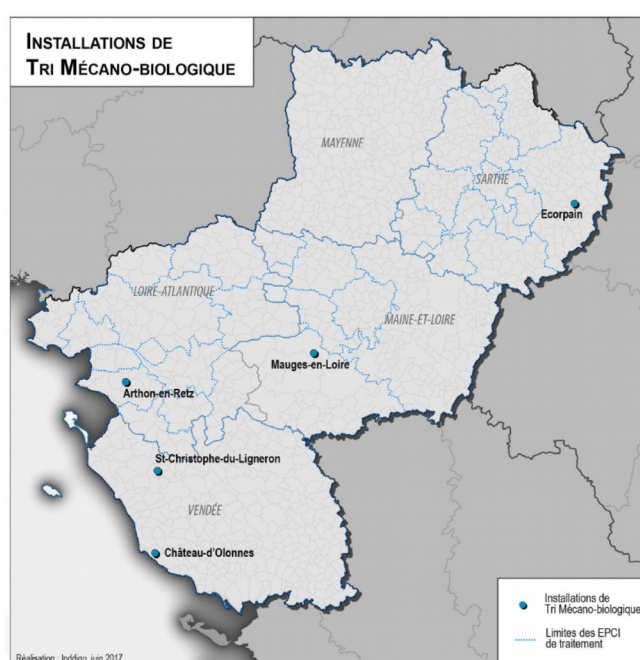 INSTALLATIONS DE
TRI MÉCANO-BIOLOGIQUE
MAYENNE
SARTHE
Ecorpain
LOIRE-ATLANTIQUE
MAINE-ET-LOIRE
Mauges-en-Loire
Arthon-en-Retz
St-Christophe-du-Ligneron
VENDÉE
Château-d'Olonnes
Installations de
Tri Mécano-biologique
Limites des EPCI
de traitement
Réalisation : Inddigo, juin 2017